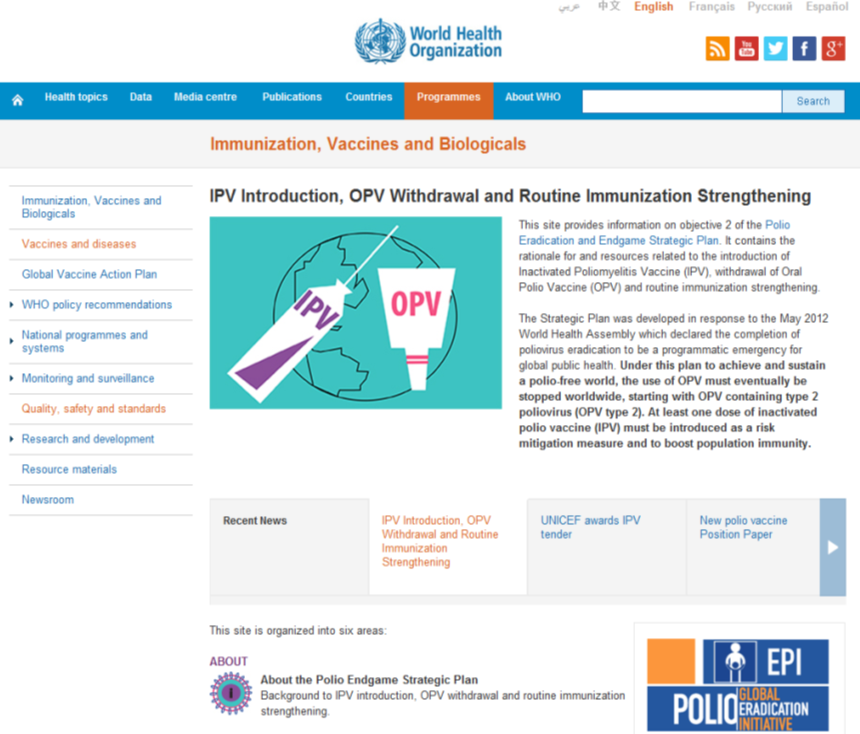 عربي 中文 English Français Русский Español
World Health
Organization
You
Tube
f
g+
Health topics Data Media centre Publications Countries Programmes About WHO Search
Immunization, Vaccines and Biologicals
Immunization, Vaccines and
Biologicals
Vaccines and diseases
Global Vaccine Action Plan
WHO policy recommendations
National programmes and
systems
Monitoring and surveillance
Quality, safety and standards
Research and development
Resource materials
Newsroom
IPV Introduction, OPV Withdrawal and Routine Immunization Strengthening
IPV
OPV
This site provides information on objective 2 of the Polio
Eradication and Endgame Strategic Plan. It contains the
rationale for and resources related to the introduction of
Inactivated Poliomyelitis Vaccine (IPV), withdrawal of Oral
Polio Vaccine (OPV) and routine immunization strengthening.
The Strategic Plan was developed in response to the May 2012
World Health Assembly which declared the completion of
poliovirus eradication to be a programmatic emergency for
global public health. Under this plan to achieve and sustain
a polio-free world, the use of OPV must eventually be
stopped worldwide, starting with OPV containing type 2
poliovirus (OPV type 2). At least one dose of inactivated
polio vaccine (IPV) must be introduced as a risk
mitigation measure and to boost population immunity.
Recent News
IPV Introduction, OPV
Withdrawal and Routine
Immunization
Strengthening
UNICEF awards IPV
tender
New polio vaccine
Position Paper
This site is organized into six areas:
ABOUT
I
About the Polio Endgame Strategic Plan
Background to IPV introduction, OPV withdrawal and routine immunization
strengthening.
EPI
POLIO GLOBAL
ERADICATION
INITIATIVE